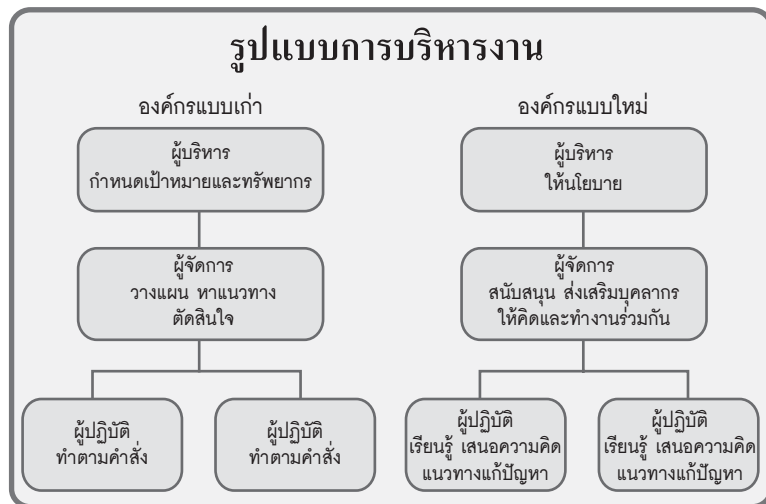 รูปแบบการบริหารงาน
องค์กรแบบเก่า
ผู้บริหาร
กำหนดเป้าหมายและทรัพยากร
ผู้จัดการ
วางแผน หาแนวทาง
ตัดสินใจ
ผู้ปฏิบัติ
ทำตามคำสั่ง
ผู้ปฏิบัติ
ทำตามคำสั่ง
องค์กรแบบใหม่
ผู้บริหาร
ให้นโยบาย
ผู้จัดการ
สนับสนุน ส่งเสริมบุคลากร
ให้คิดและทำงานร่วมกัน
ผู้ปฏิบัติ
เรียนรู้ เสนอความคิด
แนวทางแก้ปัญหา
ผู้ปฏิบัติ
เรียนรู้ เสนอความคิด
แนวทางแก้ปัญหา